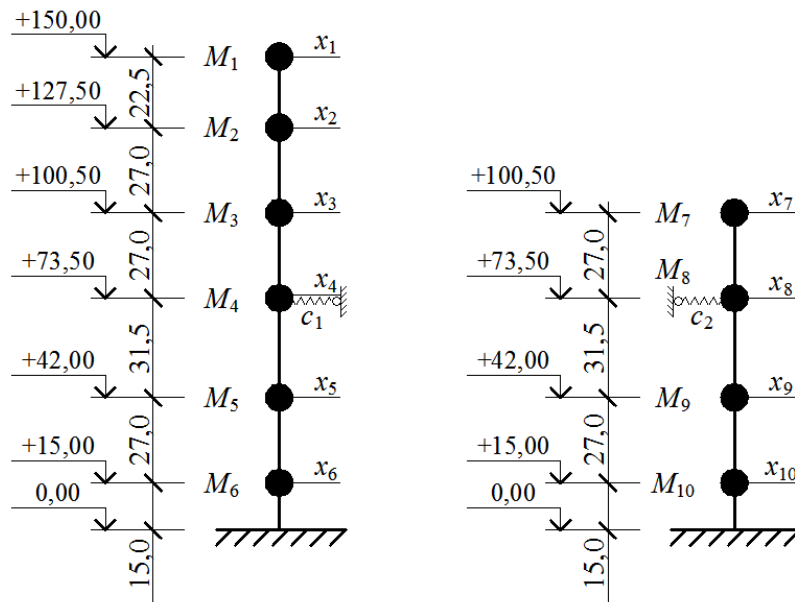 +150,00
M1
x1
22,5
+127,50
M2
x2
27,0
+100,50
M3
x3
27,0
+73,50
M4
x4
c1
31,5
+42,00
M5
x5
27,0
+15,00
M6
x6
0,00
15,0
+100,50
M7
x7
27,0
+73,50
M8
x8
c2
31,5
+42,00
M9
x9
27,0
+15,00
M10
x10
0,00
15,0